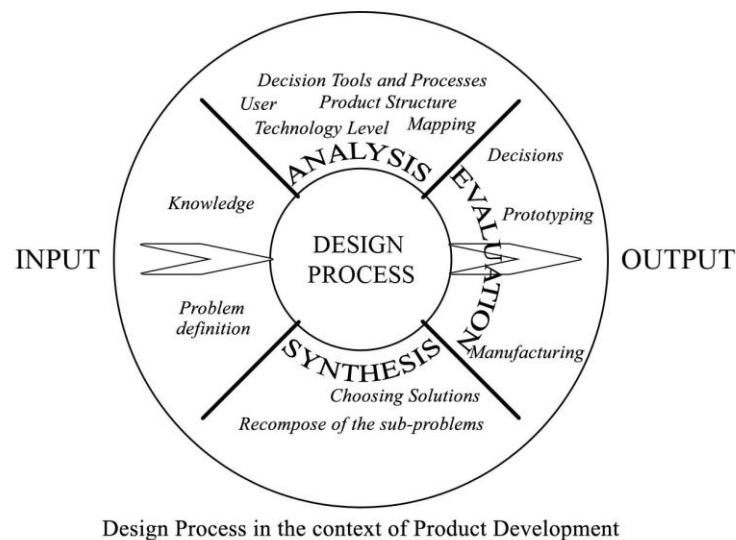 Decision Tools and Processes
User
Product Structure
Technology Level
Mapping
ANALYSIS
Decisions
EVALUATION
Knowledge
Prototyping
INPUT
DESIGN
PROCESS
OUTPUT
Problem
definition
SYNTHESIS
Manufacturing
Choosing Solutions
Recompose of the sub-problems
Design Process in the context of Product Development